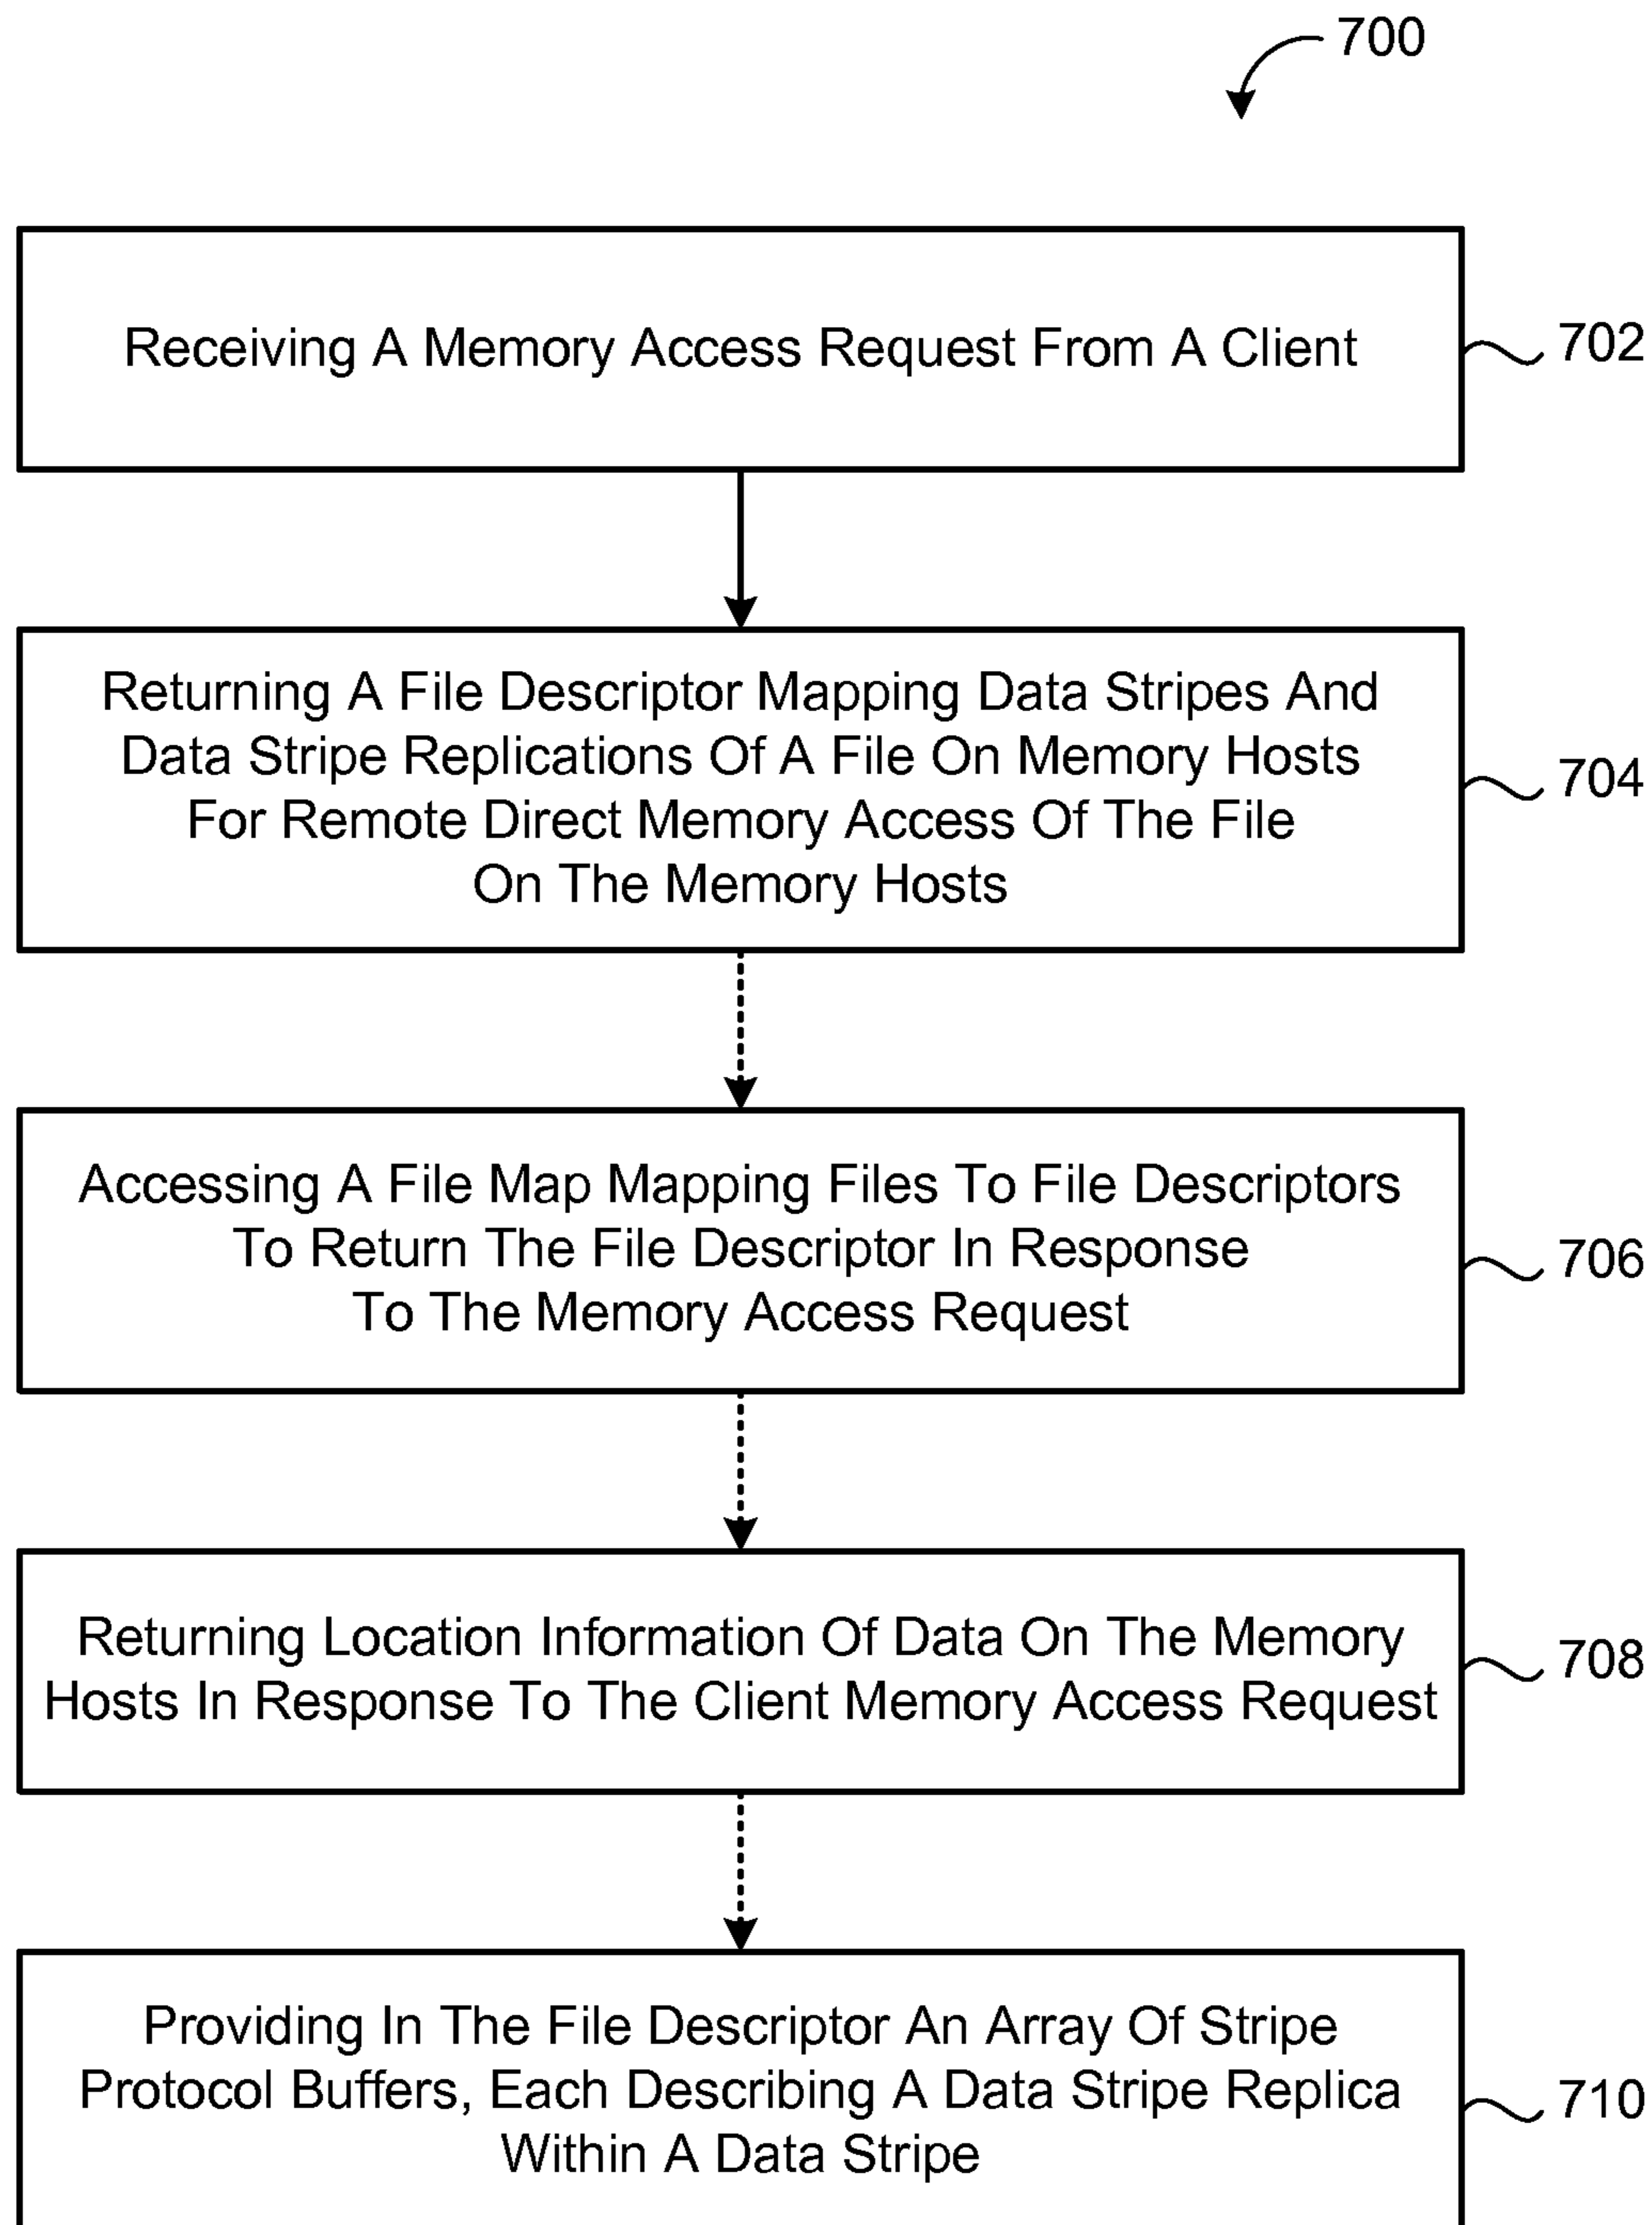 700
Receiving A Memory Access Request From A Client
702
Returning A File Descriptor Mapping Data Stripes And
Data Stripe Replications Of A File On Memory Hosts
For Remote Direct Memory Access Of The File
On The Memory Hosts
704
Accessing A File Map Mapping Files To File Descriptors
To Return The File Descriptor In Response
To The Memory Access Request
706
Returning Location Information Of Data On The Memory
Hosts In Response To The Client Memory Access Request
708
Providing In The File Descriptor An Array Of Stripe
Protocol Buffers, Each Describing A Data Stripe Replica
Within A Data Stripe
710